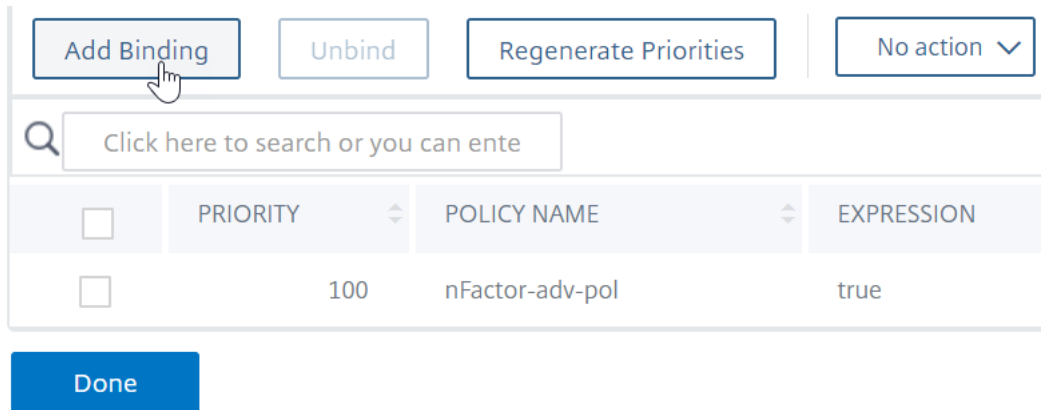 Add Binding
Unbind
Regenerate Priorities
No action
Click here to search or you can ente
PRIORITY POLICY NAME EXPRESSION
100 nFactor-adv-pol true
Done